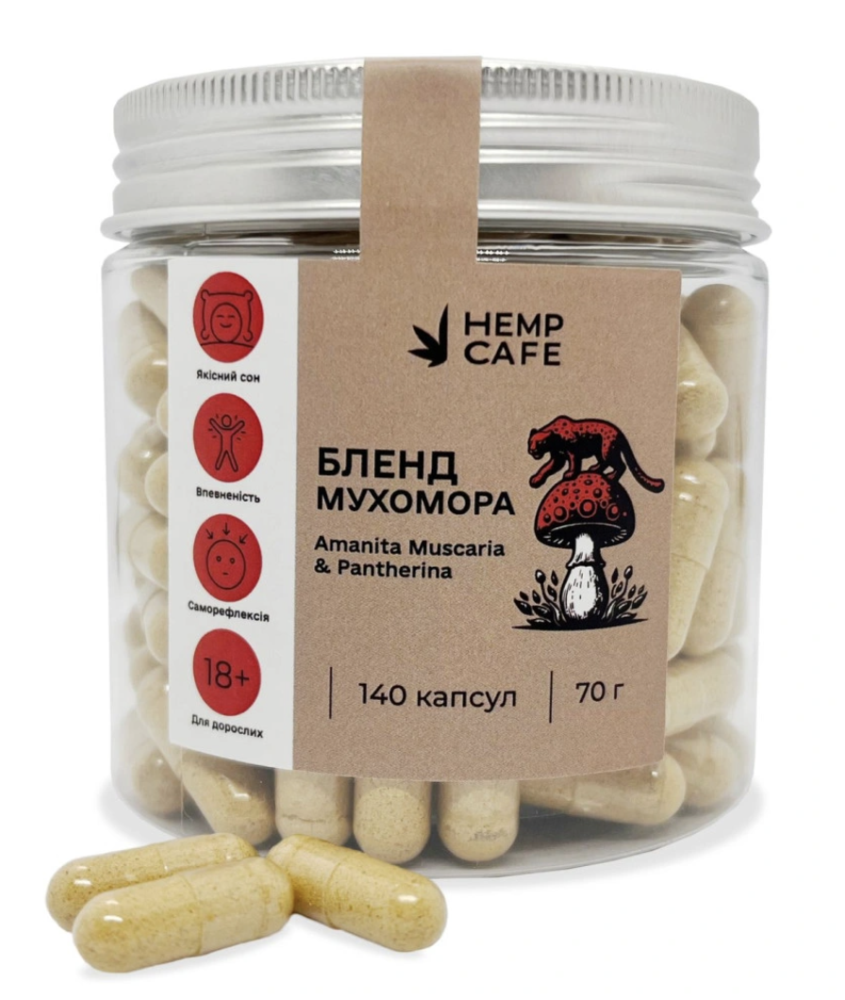 HEMP
CAFE
Якісний сон
Впевненість
Саморефлексія
18+
Для дорослих
БЛЕНД
МУХОМОРА
Amanita Muscaria
& Pantherina
140 капсул
70 г